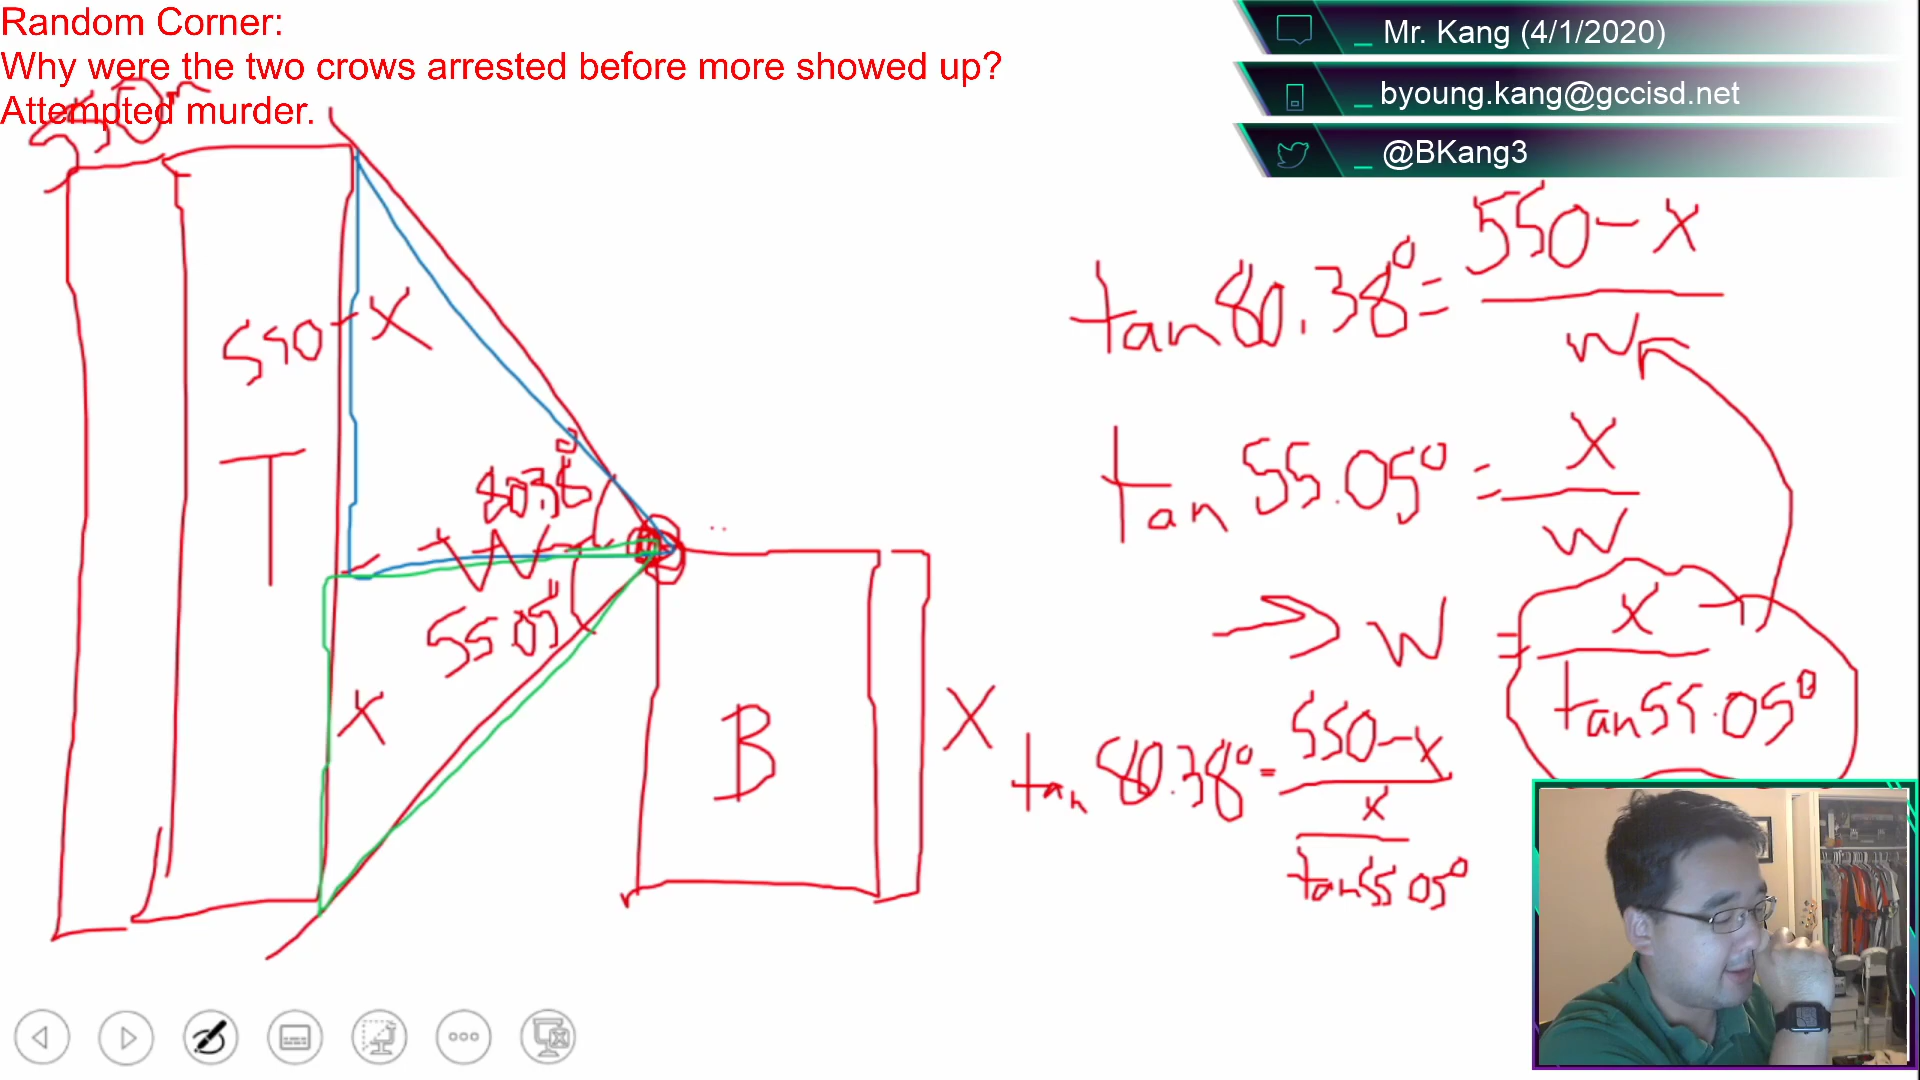 Random Corner:
Why were the two crows arrested before more showed up?
Attempted murder.
_ Mr. Kang (4/1/2020)
_ byoung.kang@gccisd.net
_ @BKang3
550m
550-X
T
80.38°
W
55.05°
X
B
X
tan 80.38° = 550-X / W
tan 55.05° = X / W
→ W = X / tan 55.05°
tan 80.38° = 550-X / X / tan 55.05°